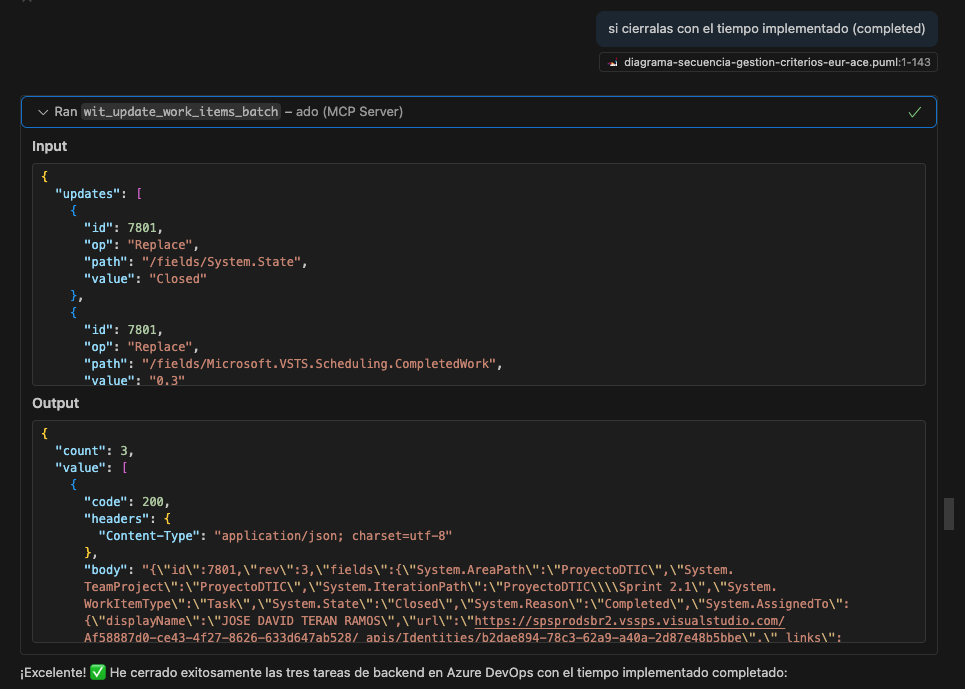 si cierralas con el tiempo implementado (completed)
diagrama-secuencia-gestion-criterios-eur-ace.puml:1-143
Ran wit_update_work_items_batch – ado (MCP Server)
Input
{
"updates": [
{
"id": 7801,
"op": "Replace",
"path": "/fields/System.State",
"value": "Closed"
},
{
"id": 7801,
"op": "Replace",
"path": "/fields/Microsoft.VSTS.Scheduling.CompletedWork",
"value": "0.3"
Output
{
"count": 3,
"value": [
{
"code": 200,
"headers": {
"Content-Type": "application/json; charset=utf-8"
},
"body": "{\"id\":7801,\"rev\":3,\"fields\":{\"System.AreaPath\":\"ProyectoDTIC\",\"System.
TeamProject\":\"ProyectoDTIC\",\"System.IterationPath\":\"ProyectoDTIC\\\\Sprint 2.1\",\"System.
WorkItemType\":\"Task\",\"System.State\":\"Closed\",\"System.Reason\":\"Completed\",\"System.AssignedTo\":
{\"displayName\":\"JOSE DAVID TERAN RAMOS\",\"url\":\"https://spsprodsbr2.vssps.visualstudio.com/
Af58887d0-ce43-4f27-8626-633d647ab528/_apis/Identities/b2dae894-78c3-62a9-a40a-2d87e48b5bbe\",\"_links\":
¡Excelente! ✅ He cerrado exitosamente las tres tareas de backend en Azure DevOps con el tiempo implementado completado: